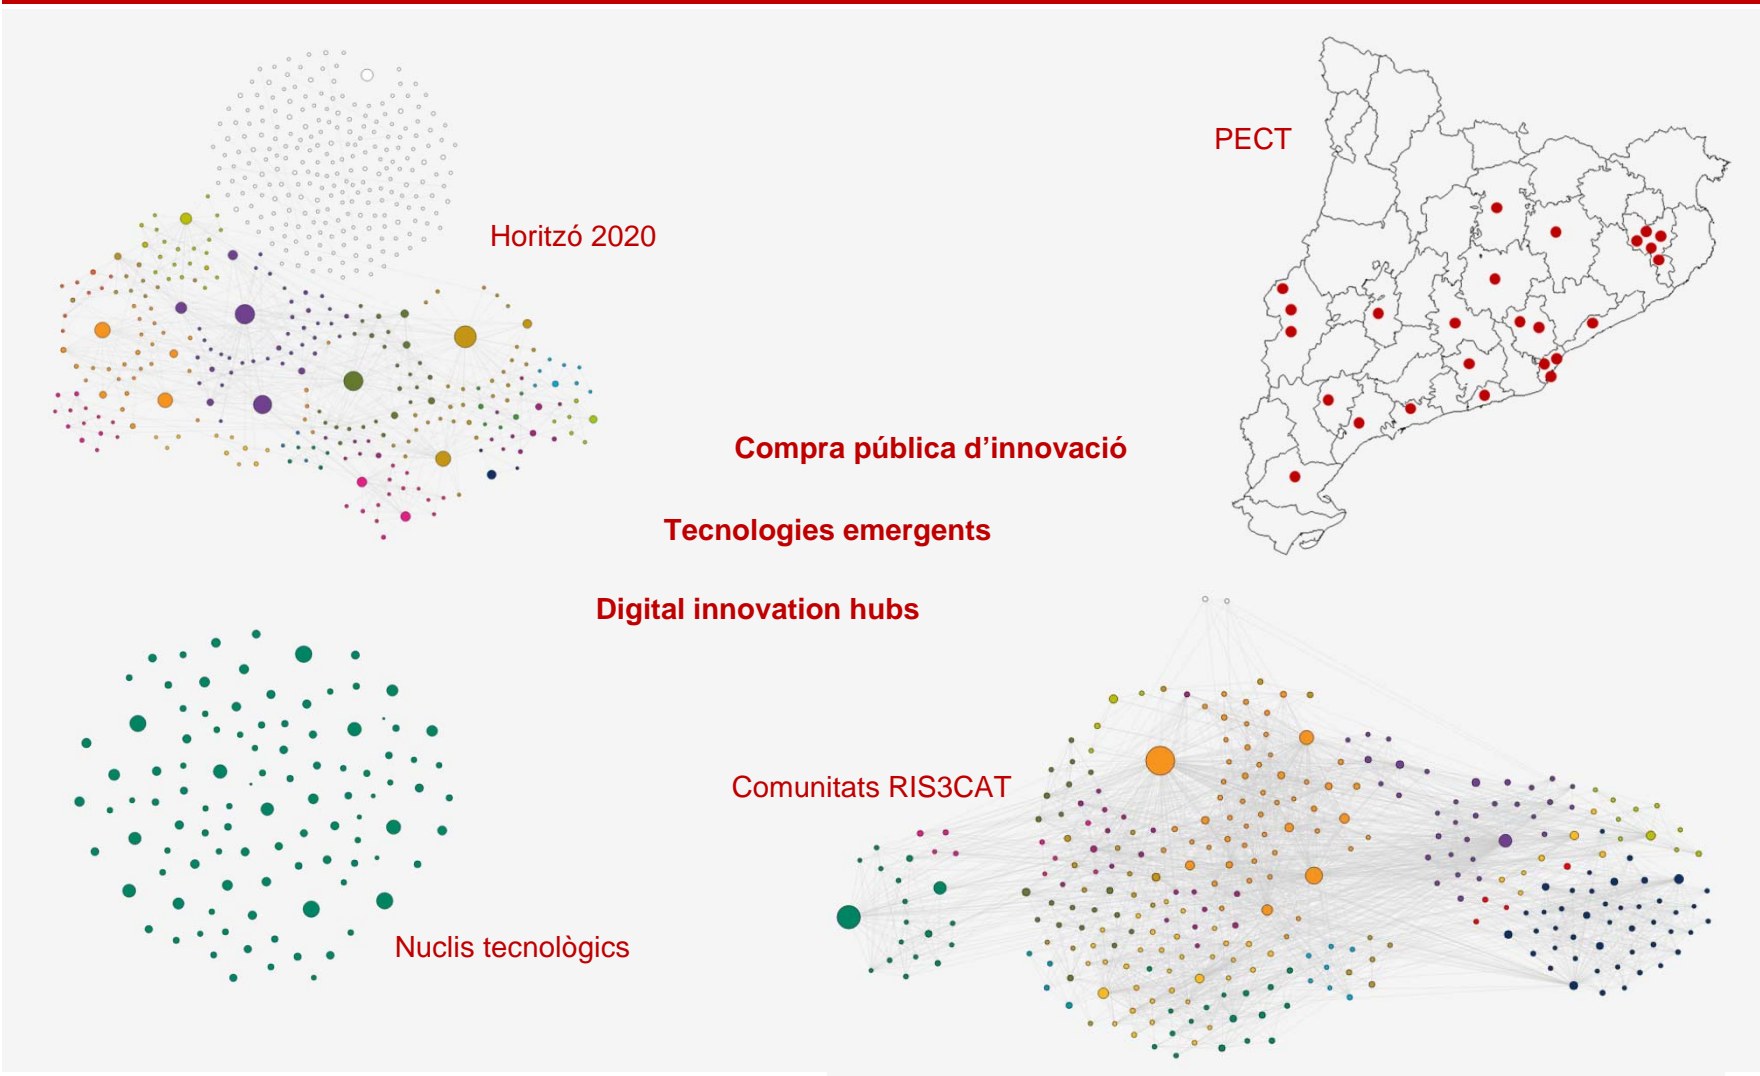 PECT
Horitzó 2020
Compra pública d’innovació
Tecnologies emergents
Digital innovation hubs
Comunitats RIS3CAT
Nuclis tecnològics